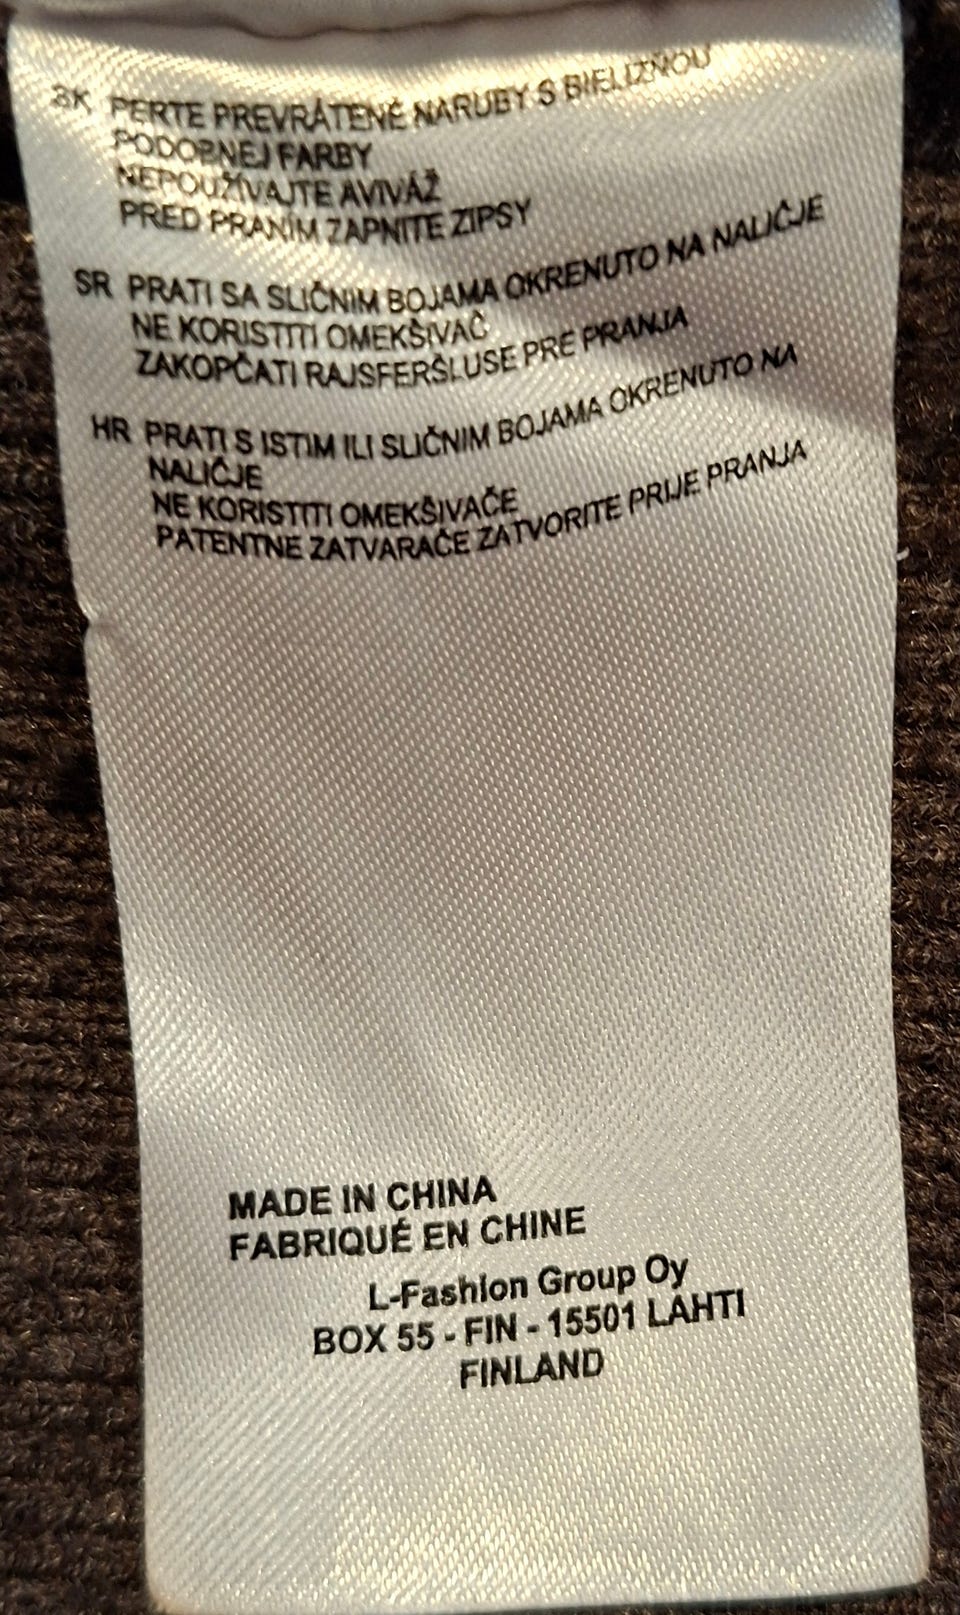 SK PERTE PREVRÁTENÉ NARUBY S BIELIZŇOU
PODOBNEJ FARBY
NEPOUŽÍVAJTE AVIVÁŽ
PRED PRANÍM ZAPNITE ZIPSY
SR PRATI SA SLIČNIM BOJAMA OKRENUTO NA NALIČJE
NE KORISTITI OMEKŠIVAČ
ZAKOPČATI RAJSFERŠLUSE PRE PRANJA
HR PRATI S ISTIM ILI SLIČNIM BOJAMA OKRENUTO NA
NALIČJE
NE KORISTITI OMEKŠIVAČE
PATENTNE ZATVARAČE ZATVORITE PRIJE PRANJA
MADE IN CHINA
FABRIQUÉ EN CHINE
L-Fashion Group Oy
BOX 55 - FIN - 15501 LAHTI
FINLAND